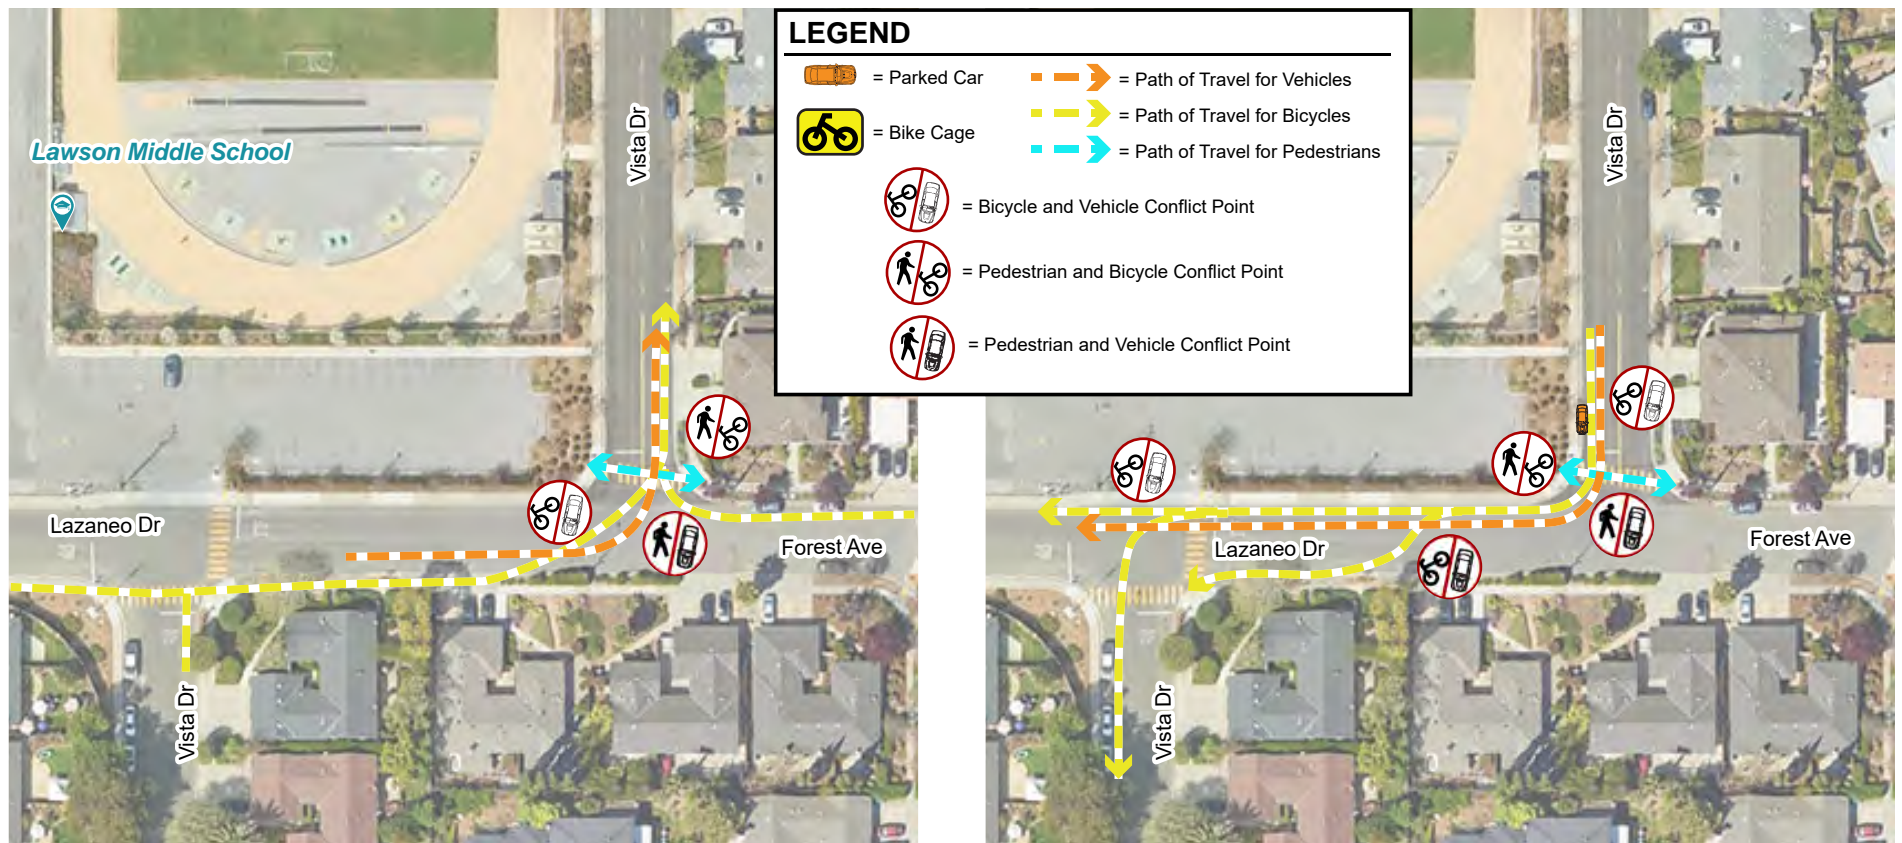 LEGEND
= Parked Car
= Bike Cage
= Path of Travel for Vehicles
= Path of Travel for Bicycles
= Path of Travel for Pedestrians
= Bicycle and Vehicle Conflict Point
= Pedestrian and Bicycle Conflict Point
= Pedestrian and Vehicle Conflict Point
Lawson Middle School
Vista Dr
Lazaneo Dr
Forest Ave
Vista Dr
Vista Dr
Lazaneo Dr
Forest Ave
Vista Dr